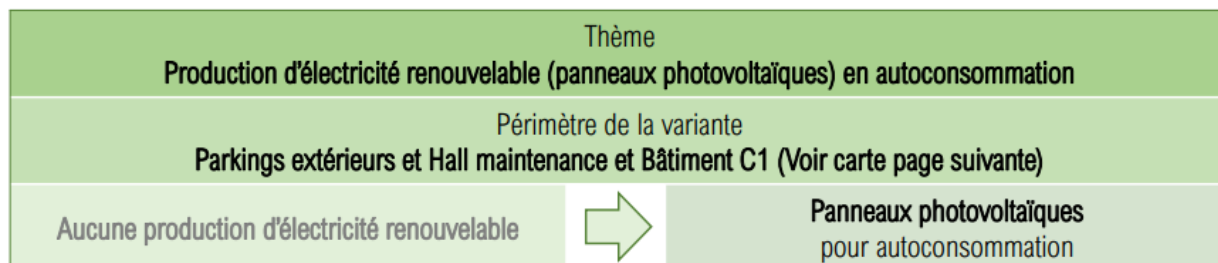 Thème
Production d'électricité renouvelable (panneaux photovoltaïques) en autoconsommation
Périmètre de la variante
Parkings extérieurs et Hall maintenance et Bâtiment C1 (Voir carte page suivante)
Aucune production d'électricité renouvelable
Panneaux photovoltaïques
pour autoconsommation